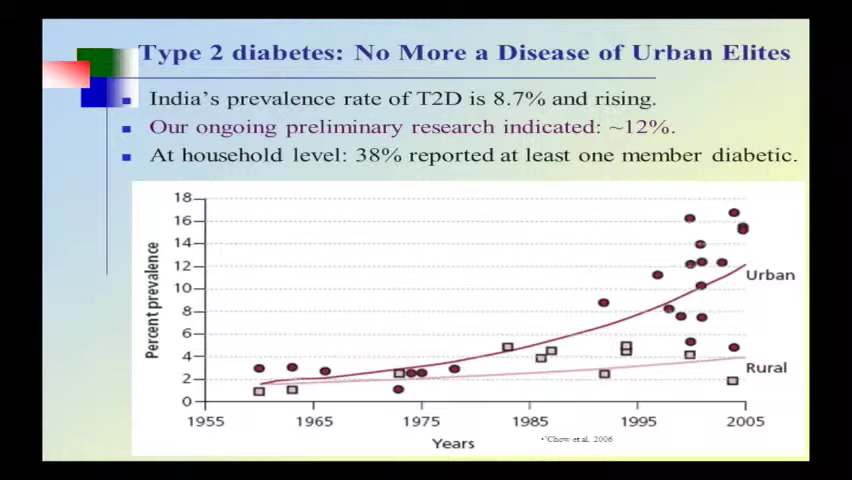 Type 2 diabetes: No More a Disease of Urban Elites
India's prevalence rate of T2D is 8.7% and rising.
Our ongoing preliminary research indicated: ~12%.
At household level: 38% reported at least one member diabetic.
Percent prevalence
18
16
14
12
10
8
6
4
2
0
Urban
Rural
1955
1965
1975
1985
1995
2005
Years
•*Chow et al, 2006